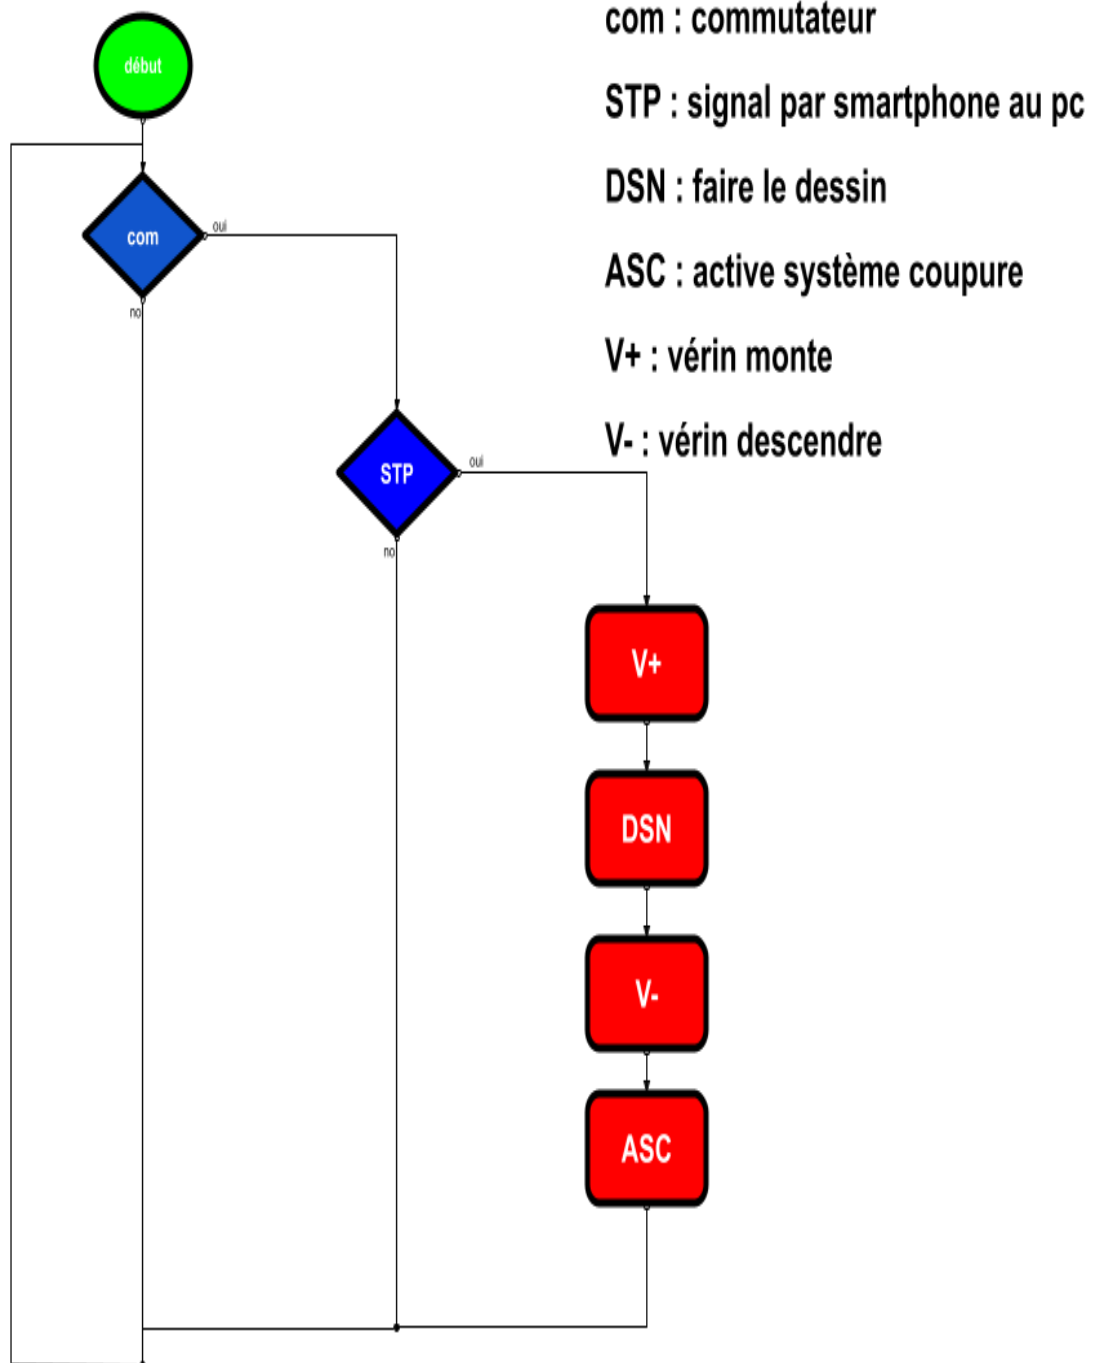 com : commutateur
STP : signal par smartphone au pc
DSN : faire le dessin
ASC : active système coupure
V+ : vérin monte
V- : vérin descendre
début
com
oui
no
STP
oui
no
V+
DSN
V-
ASC